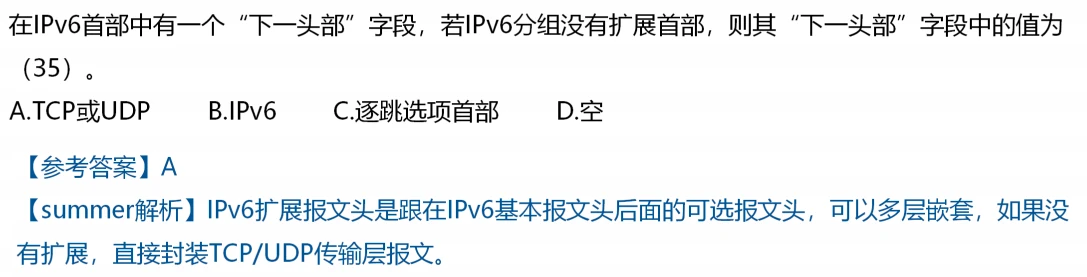 在IPv6首部中有一个“下一头部”字段，若IPv6分组没有扩展首部，则其“下一头部”字段中的值为
（35）。
A.TCP或UDP B.IPv6 C.逐跳选项首部 D.空
【参考答案】A
【summer解析】IPv6扩展报文头是跟在IPv6基本报文头后面的可选报文头，可以多层嵌套，如果没
有扩展，直接封装TCP/UDP传输层报文。